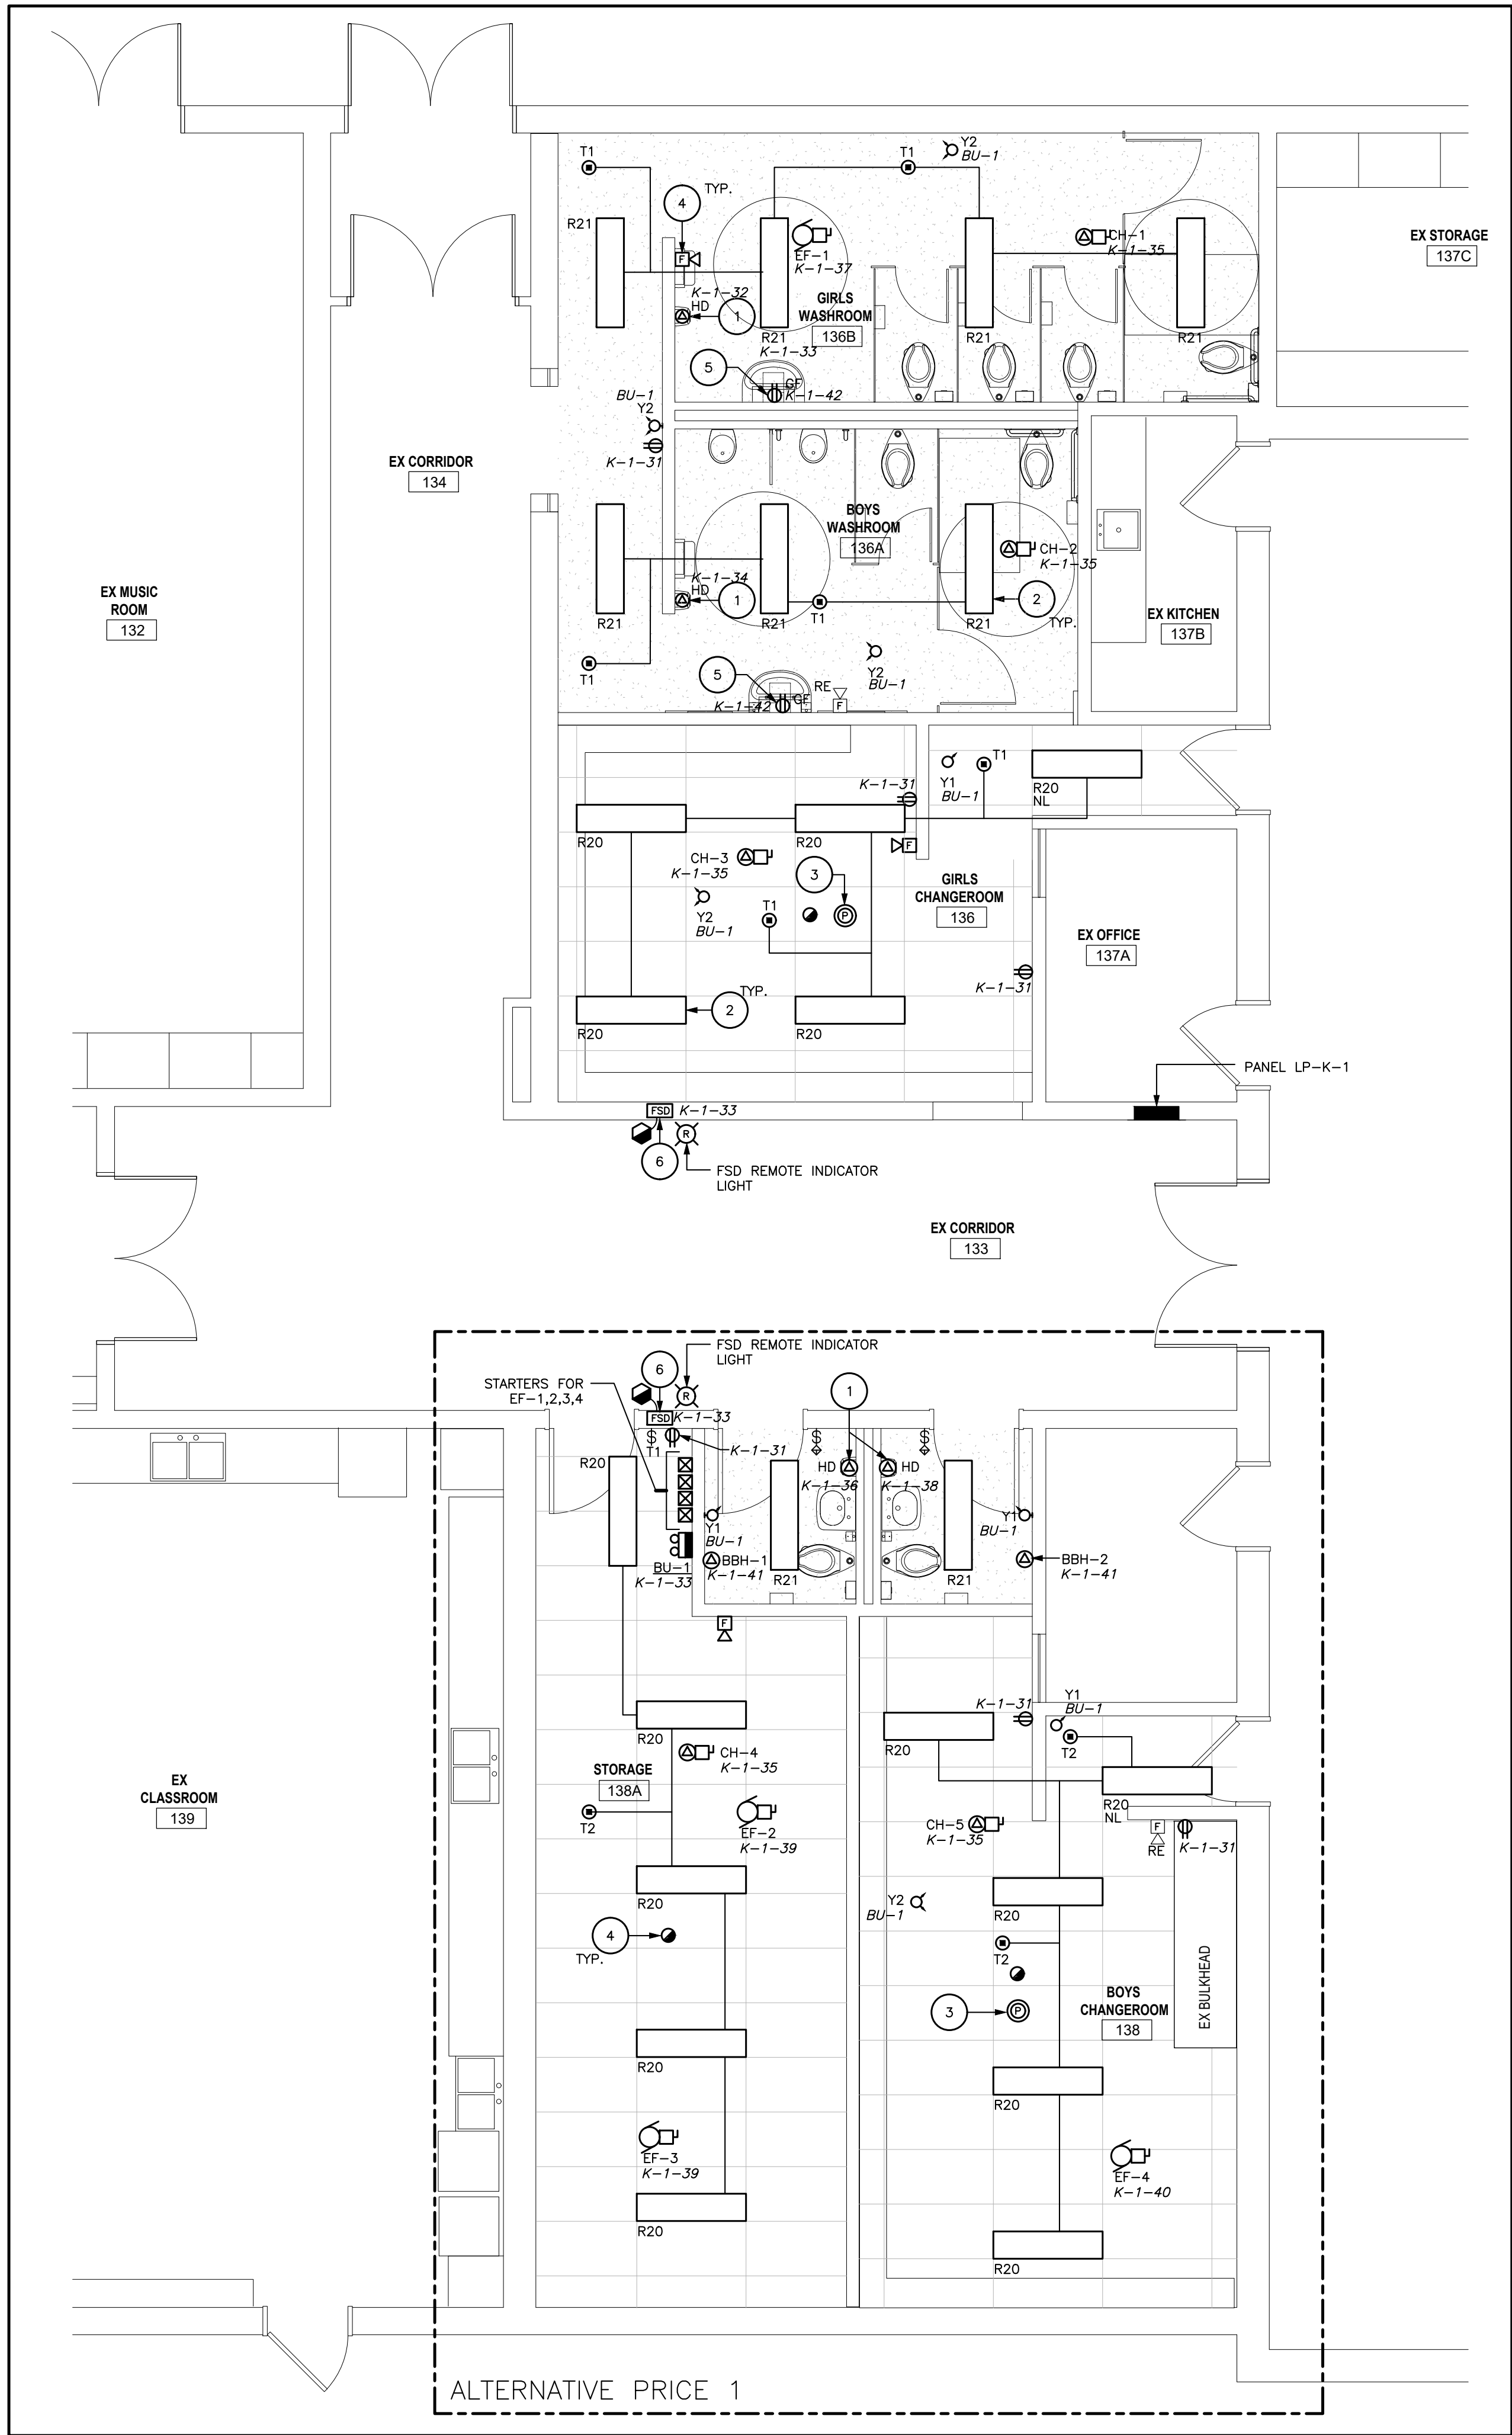 T1
T1
Y2
BU-1
TYP.
4
R21
F
CH-1
K-1-35
EX STORAGE
137C
EF-1
K-1-37
K-1-32
HD
1
GIRLS
WASHROOM
136B
R21
R21
R21
K-1-33
5
GF
K-1-42
BU-1
Y2
K-1-31
EX CORRIDOR
134
BOYS
WASHROOM
136A
CH-2
K-1-35
K-1-34
HD
1
2
TYP.
R21
R21
T1
R21
EX MUSIC
ROOM
132
EX KITCHEN
137B
T1
Y2
BU-1
5
RE
F
GF
K-1-42
T1
Y1
BU-1
R20
NL
K-1-31
R20
R20
F
CH-3
K-1-35
3
GIRLS
CHANGEROOM
136
Y2
BU-1
T1
P
EX OFFICE
137A
K-1-31
TYP.
2
R20
R20
PANEL LP-K-1
FSD
K-1-33
R
6
FSD REMOTE INDICATOR
LIGHT
EX CORRIDOR
133
FSD REMOTE INDICATOR
LIGHT
6
STARTERS FOR
EF-1,2,3,4
R
1
FSD
K-1-33
$
T1
K-1-31
$
$
R20
HD
HD
K-1-36
K-1-38
Y1
BU-1
Y1
BU-1
BBH-1
K-1-41
BBH-2
K-1-41
BU-1
K-1-33
R21
R21
F
K-1-31
Y1
BU-1
R20
R20
T2
CH-4
K-1-35
STORAGE
138A
EX
CLASSROOM
139
R20
NL
T2
EF-2
K-1-39
CH-5
K-1-35
F
RE
K-1-31
R20
R20
Y2
BU-1
4
TYP.
T2
EX BULKHEAD
BOYS
CHANGEROOM
138
3
P
R20
R20
EF-3
K-1-39
EF-4
K-1-40
R20
R20
ALTERNATIVE PRICE 1